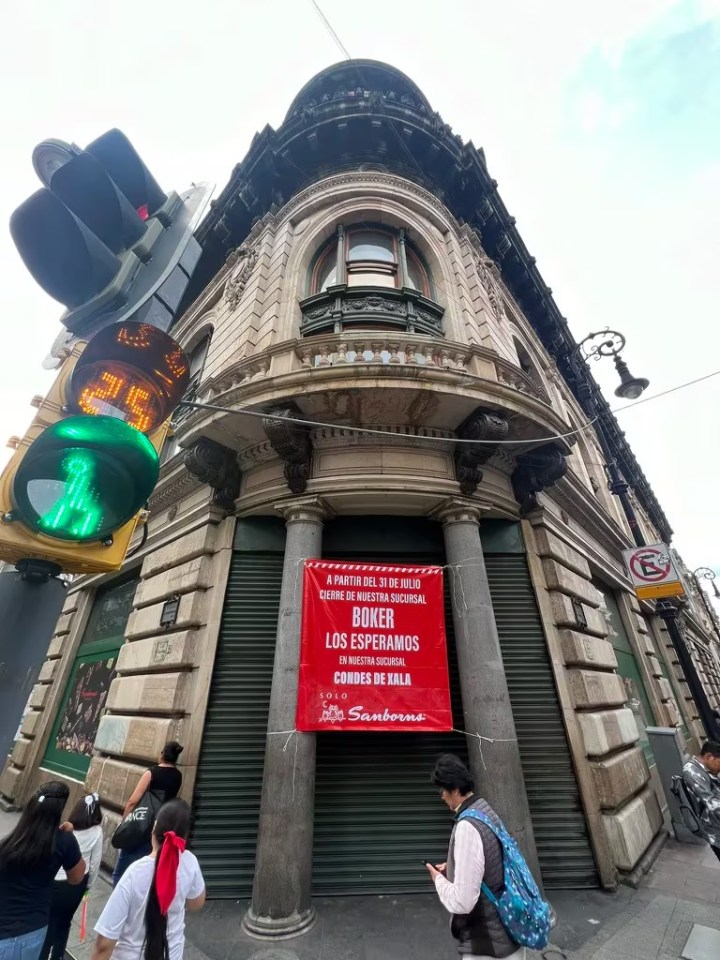 25
A PARTIR DEL 31 DE JULIO
CIERRE DE NUESTRA SUCURSAL
BOKER
LOS ESPERAMOS
EN NUESTRA SUCURSAL
CONDES DE XALA
SOLO
Sanborns
E